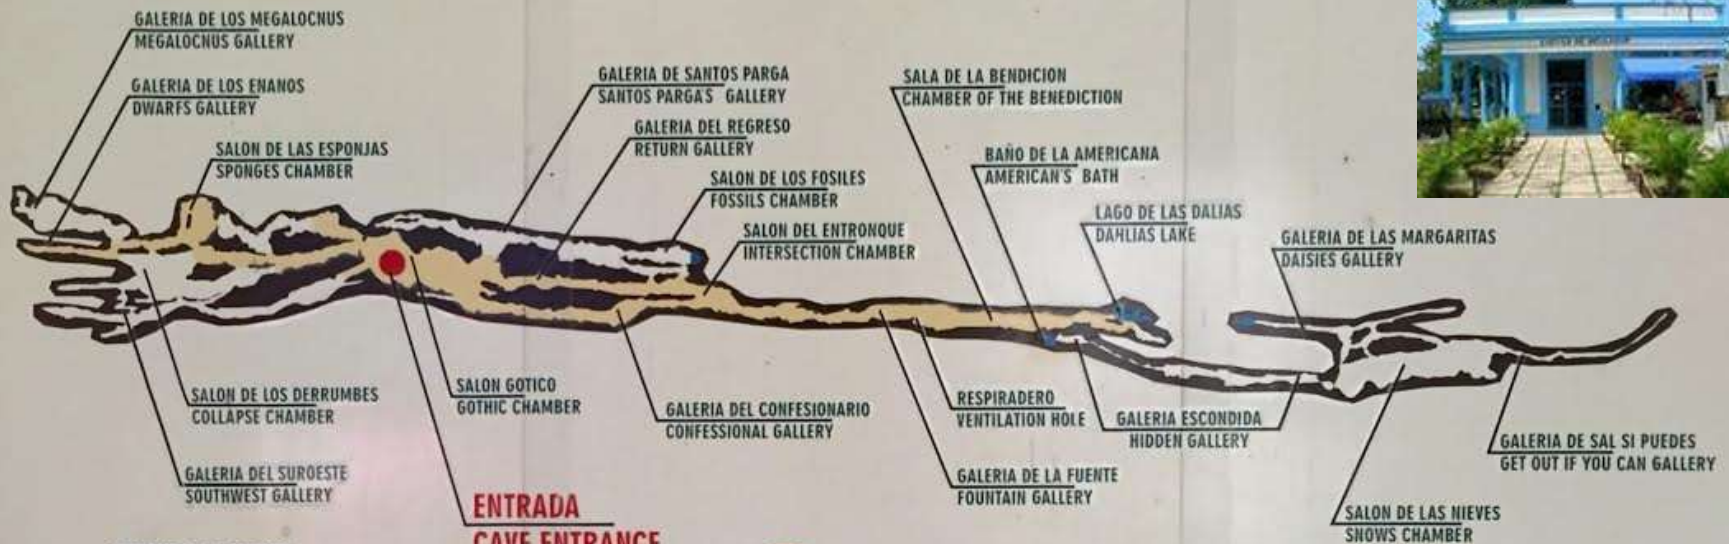 GALERIA DE LOS MEGALOCNUS
MEGALOCNUS GALLERY
GALERIA DE LOS ENANOS
DWARFS GALLERY
SALON DE LAS ESPONJAS
SPONGES CHAMBER
GALERIA DE SANTOS PARGA
SANTOS PARGA'S GALLERY
GALERIA DEL REGRESO
RETURN GALLERY
SALON DE LOS FOSILES
FOSSILS CHAMBER
SALON DEL ENTRONQUE
INTERSECTION CHAMBER
SALA DE LA BENDICION
CHAMBER OF THE BENEDICTION
BAÑO DE LA AMERICANA
AMERICAN'S BATH
LAGO DE LAS DALIAS
DAHLIAS LAKE
GALERIA DE LAS MARGARITAS
DAISIES GALLERY
SALON DE LOS DERRUMBES
COLLAPSE CHAMBER
GALERIA DEL SUROESTE
SOUTHWEST GALLERY
ENTRADA
CAVE ENTRANCE
SALON GOTICO
GOTHIC CHAMBER
GALERIA DEL CONFESIONARIO
CONFESSIONAL GALLERY
RESPIRADERO
VENTILATION HOLE
GALERIA DE LA FUENTE
FOUNTAIN GALLERY
GALERIA ESCONDIDA
HIDDEN GALLERY
GALERIA DE SAL SI PUEDES
GET OUT IF YOU CAN GALLERY
SALON DE LAS NIEVES
SNOWS CHAMBER